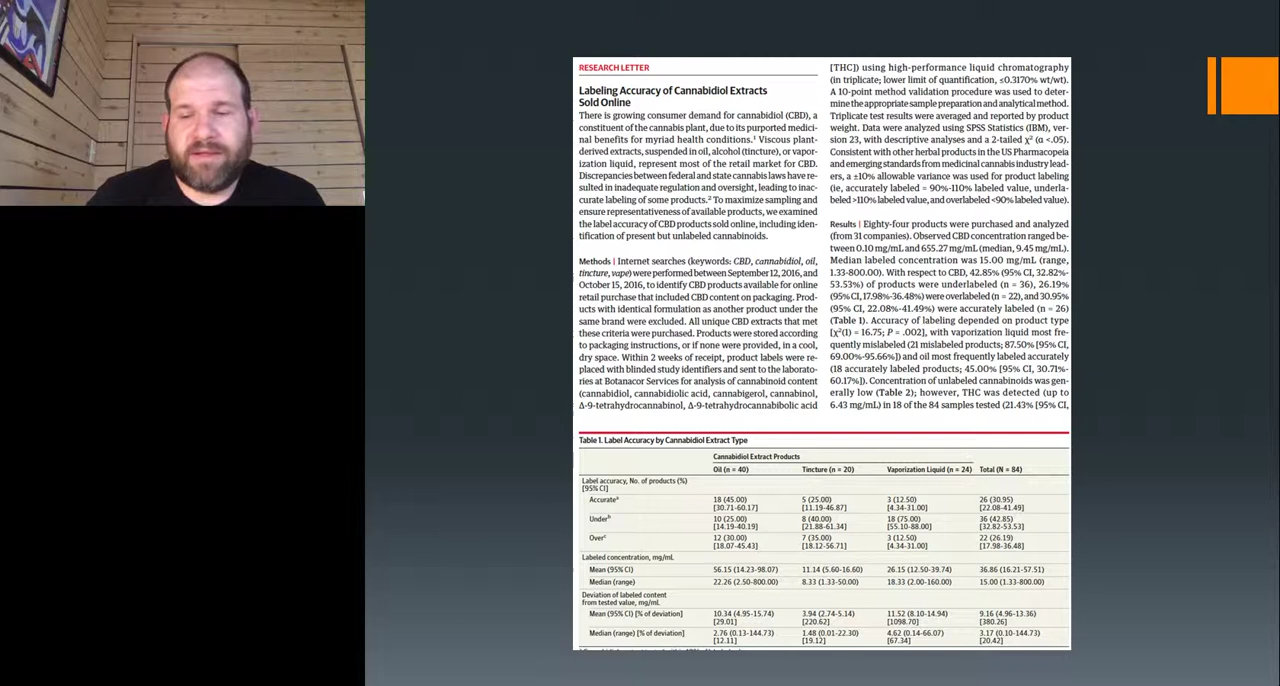 RESEARCH LETTER
Labeling Accuracy of Cannabidiol Extracts
Sold Online
There is growing consumer demand for cannabidiol (CBD), a
constituent of the cannabis plant, due to its purported medici-
nal benefits for myriad health conditions.1 Viscous plant-
derived extracts, suspended in oil, alcohol (tincture), or vapor-
ization liquid, represent most of the retail market for CBD.
Discrepancies between federal and state cannabis laws have re-
sulted in inadequate regulation and oversight, leading to inac-
curate labeling of some products.2 To maximize sampling and
ensure representativeness of available products, we examined
the label accuracy of CBD products sold online, including iden-
tification of present but unlabeled cannabinoids.
Methods | Internet searches (keywords: CBD, cannabidiol, oil,
tincture, vape) were performed between September 12, 2016, and
October 15, 2016, to identify CBD products available for online
retail purchase that included CBD content on packaging. Prod-
ucts with identical formulation as another product under the
same brand were excluded. All unique CBD extracts that met
these criteria were purchased. Products were stored according
to packaging instructions, or if none were provided, in a cool,
dry space. Within 2 weeks of receipt, product labels were re-
placed with blinded study identifiers and sent to the laborato-
ries at Botanacor Services for analysis of cannabinoid content
(cannabidiol, cannabidiolic acid, cannabigerol, cannabinol,
Δ-9-tetrahydrocannabinol, Δ-9-tetrahydrocannabibolic acid
[THC]) using high-performance liquid chromatography
(in triplicate; lower limit of quantification, ≤0.3170% wt/wt).
A 10-point method validation procedure was used to deter-
mine the appropriate sample preparation and analytical method.
Triplicate test results were averaged and reported by product
weight. Data were analyzed using SPSS Statistics (IBM), ver-
sion 23, with descriptive analyses and a 2-tailed χ2 (α <.05).
Consistent with other herbal products in the US Pharmacopeia
and emerging standards from medicinal cannabis industry lead-
ers, a ±10% allowable variance was used for product labeling
(ie, accurately labeled = 90%-110% labeled value, underla-
beled >110% labeled value, and overlabeled <90% labeled value).
Results | Eighty-four products were purchased and analyzed
(from 31 companies). Observed CBD concentration ranged be-
tween 0.10 mg/mL and 655.27 mg/mL (median, 9.45 mg/mL).
Median labeled concentration was 15.00 mg/mL (range,
1.33-800.00). With respect to CBD, 42.85% (95% CI, 32.82%-
53.53%) of products were underlabeled (n = 36), 26.19%
(95% CI, 17.98%-36.48%) were overlabeled (n = 22), and 30.95%
(95% CI, 22.08%-41.49%) were accurately labeled (n = 26)
(Table 1). Accuracy of labeling depended on product type
[χ2(1) = 16.75; P = .002], with vaporization liquid most fre-
quently mislabeled (21 mislabeled products; 87.50% [95% CI,
69.00%-95.66%]) and oil most frequently labeled accurately
(18 accurately labeled products; 45.00% [95% CI, 30.71%-
60.17%]). Concentration of unlabeled cannabinoids was gen-
erally low (Table 2); however, THC was detected (up to
6.43 mg/mL) in 18 of the 84 samples tested (21.43% [95% CI,
Table 1. Label Accuracy by Cannabidiol Extract Type
Cannabidiol Extract Products
Oil (n = 40) Tincture (n = 20) Vaporization Liquid (n = 24) Total (N = 84)
Label accuracy, No. of products (%)
[95% CI]
Accuratea 18 (45.00) 5 (25.00) 3 (12.50) 26 (30.95)
[30.71-60.17] [11.19-46.87] [4.34-31.00] [22.08-41.49]
Underb 10 (25.00) 8 (40.00) 18 (75.00) 36 (42.85)
[14.19-40.19] [21.88-61.34] [55.10-88.00] [32.82-53.53]
Overc 12 (30.00) 7 (35.00) 3 (12.50) 22 (26.19)
[18.07-45.43] [18.12-56.71] [4.34-31.00] [17.98-36.48]
Labeled concentration, mg/mL
Mean (95% CI) 56.15 (14.23-98.07) 11.14 (5.60-16.60) 26.15 (12.50-39.74) 36.86 (16.21-57.51)
Median (range) 22.26 (2.50-800.00) 8.33 (1.33-50.00) 18.33 (2.00-160.00) 15.00 (1.33-800.00)
Deviation of labeled content
from tested value, mg/mL
Mean (95% CI) [% of deviation] 10.34 (4.95-15.74) 3.94 (2.74-5.14) 11.52 (8.10-14.94) 9.16 (4.96-13.36)
[29.01] [220.62] [1098.70] [380.26]
Median (range) [% of deviation] 2.76 (0.13-144.73) 1.48 (0.01-22.30) 4.62 (0.14-66.07) 3.17 (0.10-144.73)
[12.11] [19.12] [67.34] [20.42]